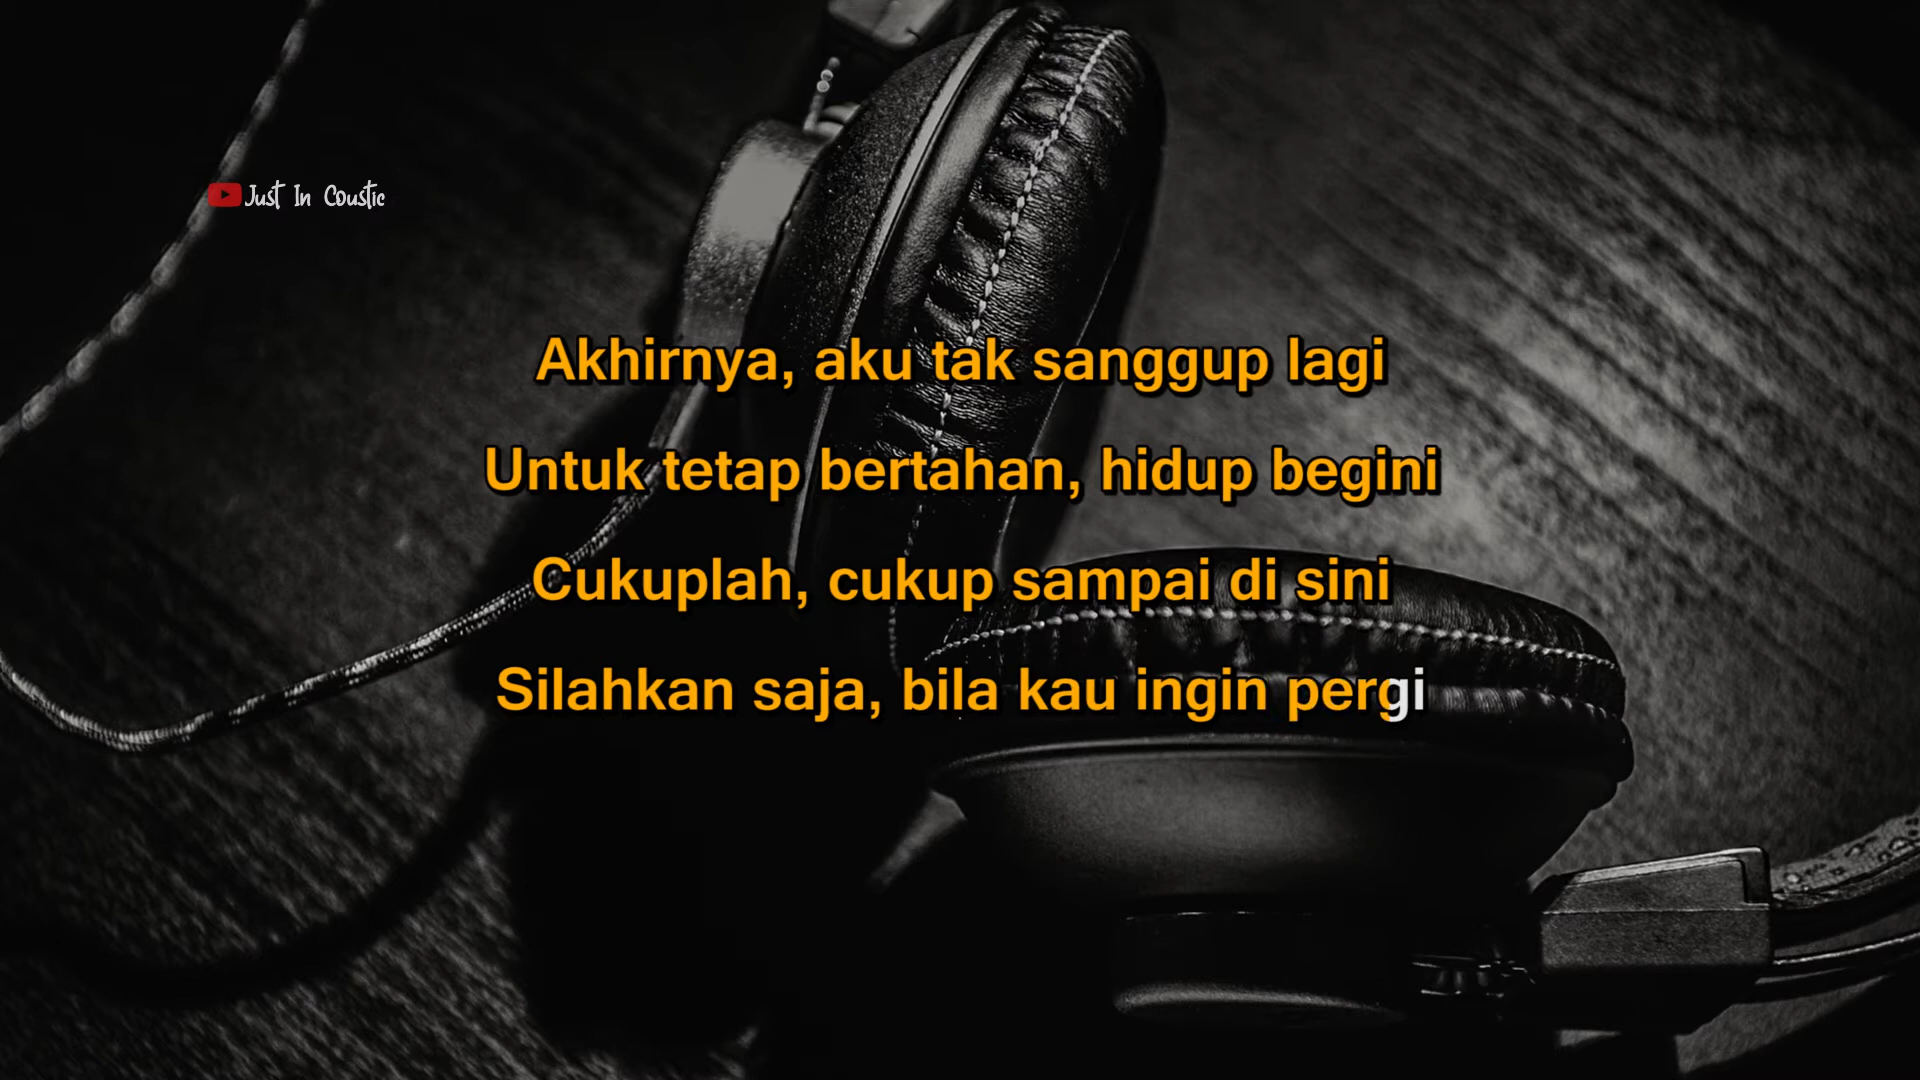 Just In Coustic
Akhirnya, aku tak sanggup lagi
Untuk tetap bertahan, hidup begini
Cukuplah, cukup sampai di sini
Silahkan saja, bila kau ingin pergi